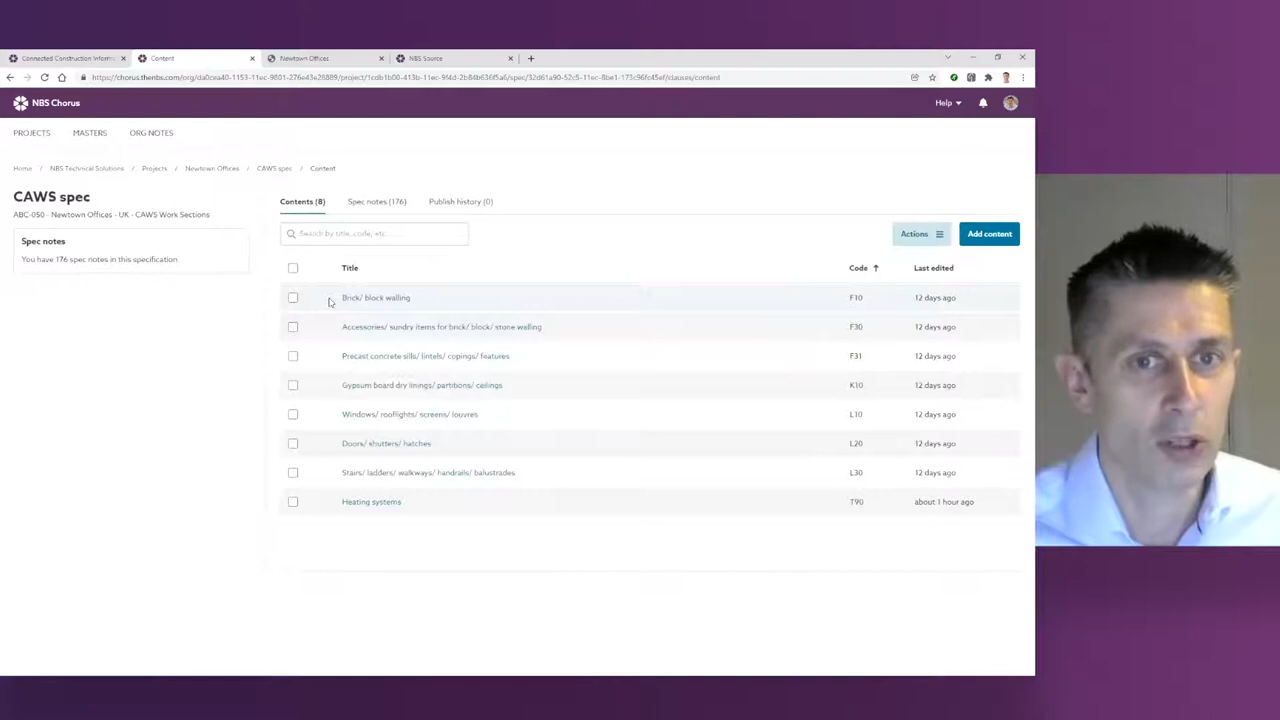 Connected Construction Inform
Content
Newtown Offices
NBS Source
NBS Chorus
Help
PROJECTS
MASTERS
ORG NOTES
Home / NBS Technical Solutions / Projects / Newtown Offices / CAWS spec / Content
CAWS spec
ABC-050 - Newtown Offices - UK - CAWS Work Sections
Spec notes
You have 176 spec notes in this specification
Contents (8)
Spec notes (176)
Publish history (0)
Search by title, code, etc...
Actions
Add content
Title Code Last edited
Brick/ block walling F10 12 days ago
Accessories/ sundry items for brick/ block/ stone walling F30 12 days ago
Precast concrete sills/ lintels/ copings/ features F31 12 days ago
Gypsum board dry linings/ partitions/ ceilings K10 12 days ago
Windows/ rooflights/ screens/ louvres L10 12 days ago
Doors/ shutters/ hatches L20 12 days ago
Stairs/ ladders/ walkways/ handrails/ balustrades L30 12 days ago
Heating systems T90 about 1 hour ago